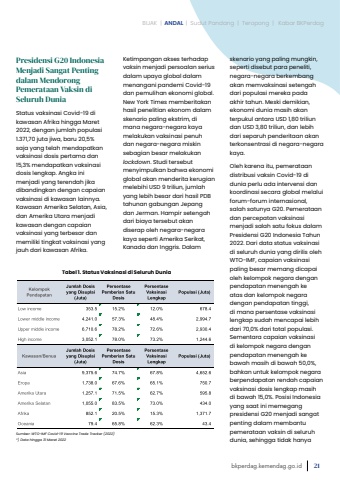 BIJAK | ANDAL | Sudut Pandang | Nerapong | Kabar BKPerdag
Presidensi G20 Indonesia
Menjadi Sangat Penting
dalam Mendorong
Pemerataan Vaksin di
Seluruh Dunia
Status vaksinasi Covid-19 di
kawasan Afrika hingga Maret
2022, dengan jumlah populasi
1.371,70 juta jiwa, baru 20,5%
saja yang telah mendapatkan
vaksinasi dosis pertama dan
15,3% mendapatkan vaksinasi
dosis lengkap. Angka ini
menjadi yang terendah jika
dibandingkan dengan capaian
vaksinasi di kawasan lainnya.
Kawasan Amerika Selatan, Asia,
dan Amerika Utara menjadi
kawasan dengan capaian
vaksinasi yang terbesar dan
memiliki tingkat vaksinasi yang
jauh dari kawasan Afrika.
Ketimpangan akses terhadap
vaksin menjadi persoalan serius
dalam upaya global dalam
menangani pandemi Covid-19
dan pemulihan ekonomi global.
New York Times memberitakan
hasil penelitian ekonom dalam
skenario paling ekstrim, di
mana negara-negara kaya
melakukan vaksinasi penuh
dan negara-negara miskin
sebagian besar melakukan
lockdown. Studi tersebut
menyimpulkan bahwa ekonomi
global akan menderita kerugian
melebihi USD 9 triliun, jumlah
yang lebih besar dari hasil PDB
tahunan gabungan Jepang
dan Jerman. Hampir setengah
dari biaya tersebut akan
diserap oleh negara-negara
kaya seperti Amerika Serikat,
Kanada dan Inggris. Dalam
skenario yang paling mungkin,
seperti disebut para peneliti,
negara-negara berkembang
akan memvaksinasi setengah
dari populasi mereka pada
akhir tahun. Meski demikian,
ekonomi dunia masih akan
terpukul antara USD 1,80 triliun
dan USD 3,80 triliun, dan lebih
dari separuh penderitaan akan
terkonsentrasi di negara-negara
kaya.
Oleh karena itu, pemerataan
distribusi vaksin Covid-19 di
dunia perlu ada intervensi dan
koordinasi secara global melalui
forum-forum internasional,
salah satunya G20. Pemerataan
dan percepatan vaksinasi
menjadi salah satu fokus dalam
Presidensi G20 Indonesia Tahun
2022. Dari data status vaksinasi
di seluruh dunia yang dirilis oleh
WTO-IMF, capaian vaksinasi
paling besar memang dicapai
oleh kelompok negara dengan
pendapatan menengah ke
atas dan kelompok negara
dengan pendapatan tinggi,
di mana persentase vaksinasi
lengkap sudah mencapai lebih
dari 70,0% dari total populasi.
Sementara capaian vaksinasi
di kelompok negara dengan
pendapatan menengah ke
bawah masih di bawah 50,0%,
bahkan untuk kelompok negara
berpendapatan rendah capaian
vaksinasi dosis lengkap masih
di bawah 15,0%. Posisi Indonesia
yang saat ini memegang
presidensi G20 menjadi sangat
penting dalam membantu
pemerataan vaksin di seluruh
dunia, sehingga tidak hanya
Tabel 1. Status Vaksinasi di Seluruh Dunia
Kelompok Pendapatan | Jumlah Dosis yang Disuplai (Juta) | Persentase Pemberian Satu Dosis | Persentase Vaksinasi Lengkap | Populasi (Juta)
Low income 353.5 15.2% 12.0% 678.4
Lower middle income 4,241.0 57.3% 48.4% 2,994.7
Upper middle income 6,710.6 79.2% 72.6% 2,930.4
High income 3,052.1 79.0% 73.2% 1,244.6
Kawasan/Benua | Jumlah Dosis yang Disuplai (Juta) | Persentase Pemberian Satu Dosis | Persentase Vaksinasi Lengkap | Populasi (Juta)
Asia 9,375.6 74.7% 67.8% 4,652.6
Eropa 1,738.0 67.6% 65.1% 750.7
Amerika Utara 1,257.1 71.5% 62.7% 595.8
Amerika Selatan 1,055.0 83.5% 73.0% 434.0
Afrika 852.1 20.5% 15.3% 1,371.7
Oceania 79.4 65.8% 62.3% 43.4
Sumber: WTO-IMF Covid-19 Vaccine Trade Tracker (2022)
*) Data hingga 31 Maret 2022
bkperdag.kemendag.go.id | 21